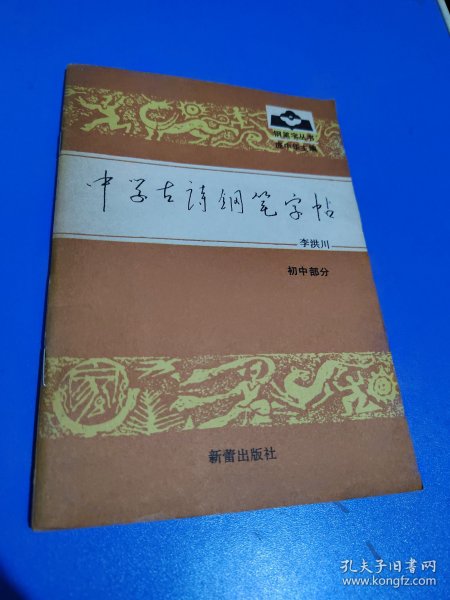 钢笔字丛书
庞中华主编
中学古詩钢笔字帖
李洪川
初中部分
新蕾出版社
孔夫子旧书网
www.kongfz.com